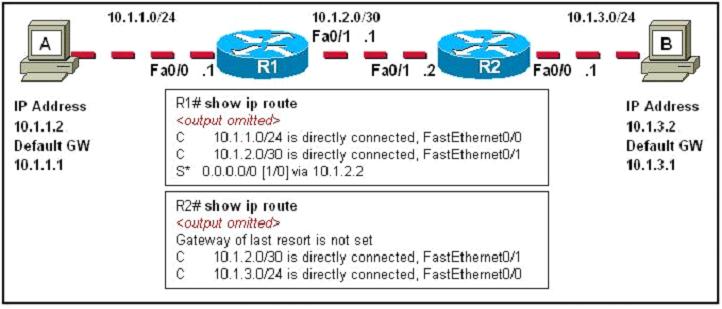 10.1.1.0/24 10.1.2.0/30 10.1.3.0/24
Fa0/1 .1
A B
Fa0/0 .1 R1 Fa0/1 .2 R2 Fa0/0 .1
IP Address
10.1.1.2
Default GW
10.1.1.1
R1# show ip route
<output omitted>
C 10.1.1.0/24 is directly connected, FastEthernet0/0
C 10.1.2.0/30 is directly connected, FastEthernet0/1
S* 0.0.0.0/0 [1/0] via 10.1.2.2
R2# show ip route
<output omitted>
Gateway of last resort is not set
C 10.1.2.0/30 is directly connected, FastEthernet0/1
C 10.1.3.0/24 is directly connected, FastEthernet0/0
IP Address
10.1.3.2
Default GW
10.1.3.1